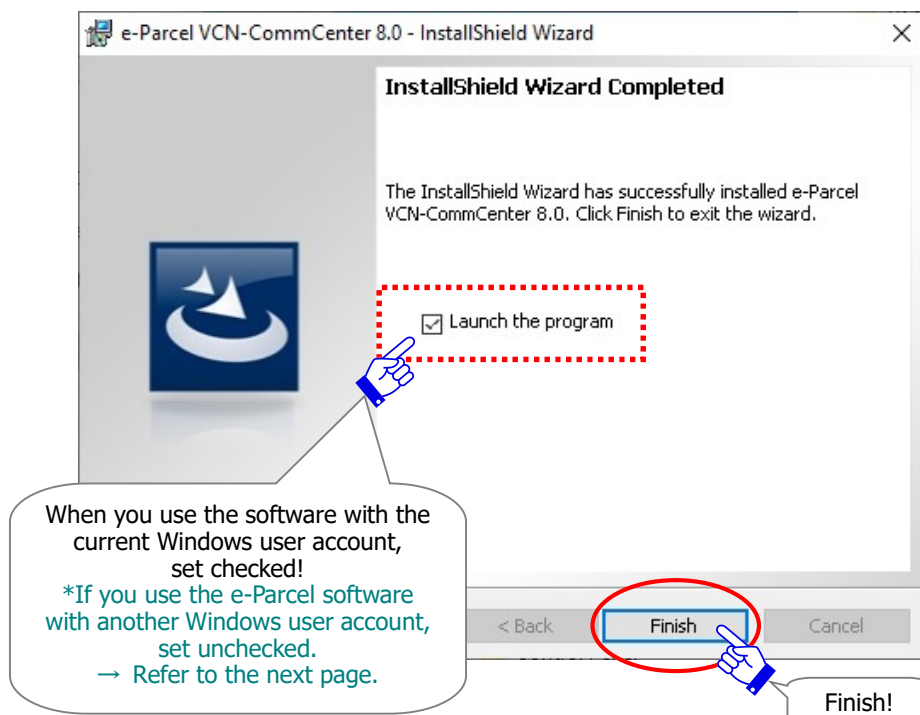 e-Parcel VCN-CommCenter 8.0 - InstallShield Wizard
InstallShield Wizard Completed
The InstallShield Wizard has successfully installed e-Parcel
VCN-CommCenter 8.0. Click Finish to exit the wizard.
Launch the program
When you use the software with the
current Windows user account,
set checked!
*If you use the e-Parcel software
with another Windows user account,
set unchecked.
→ Refer to the next page.
< Back Finish Cancel
Finish!